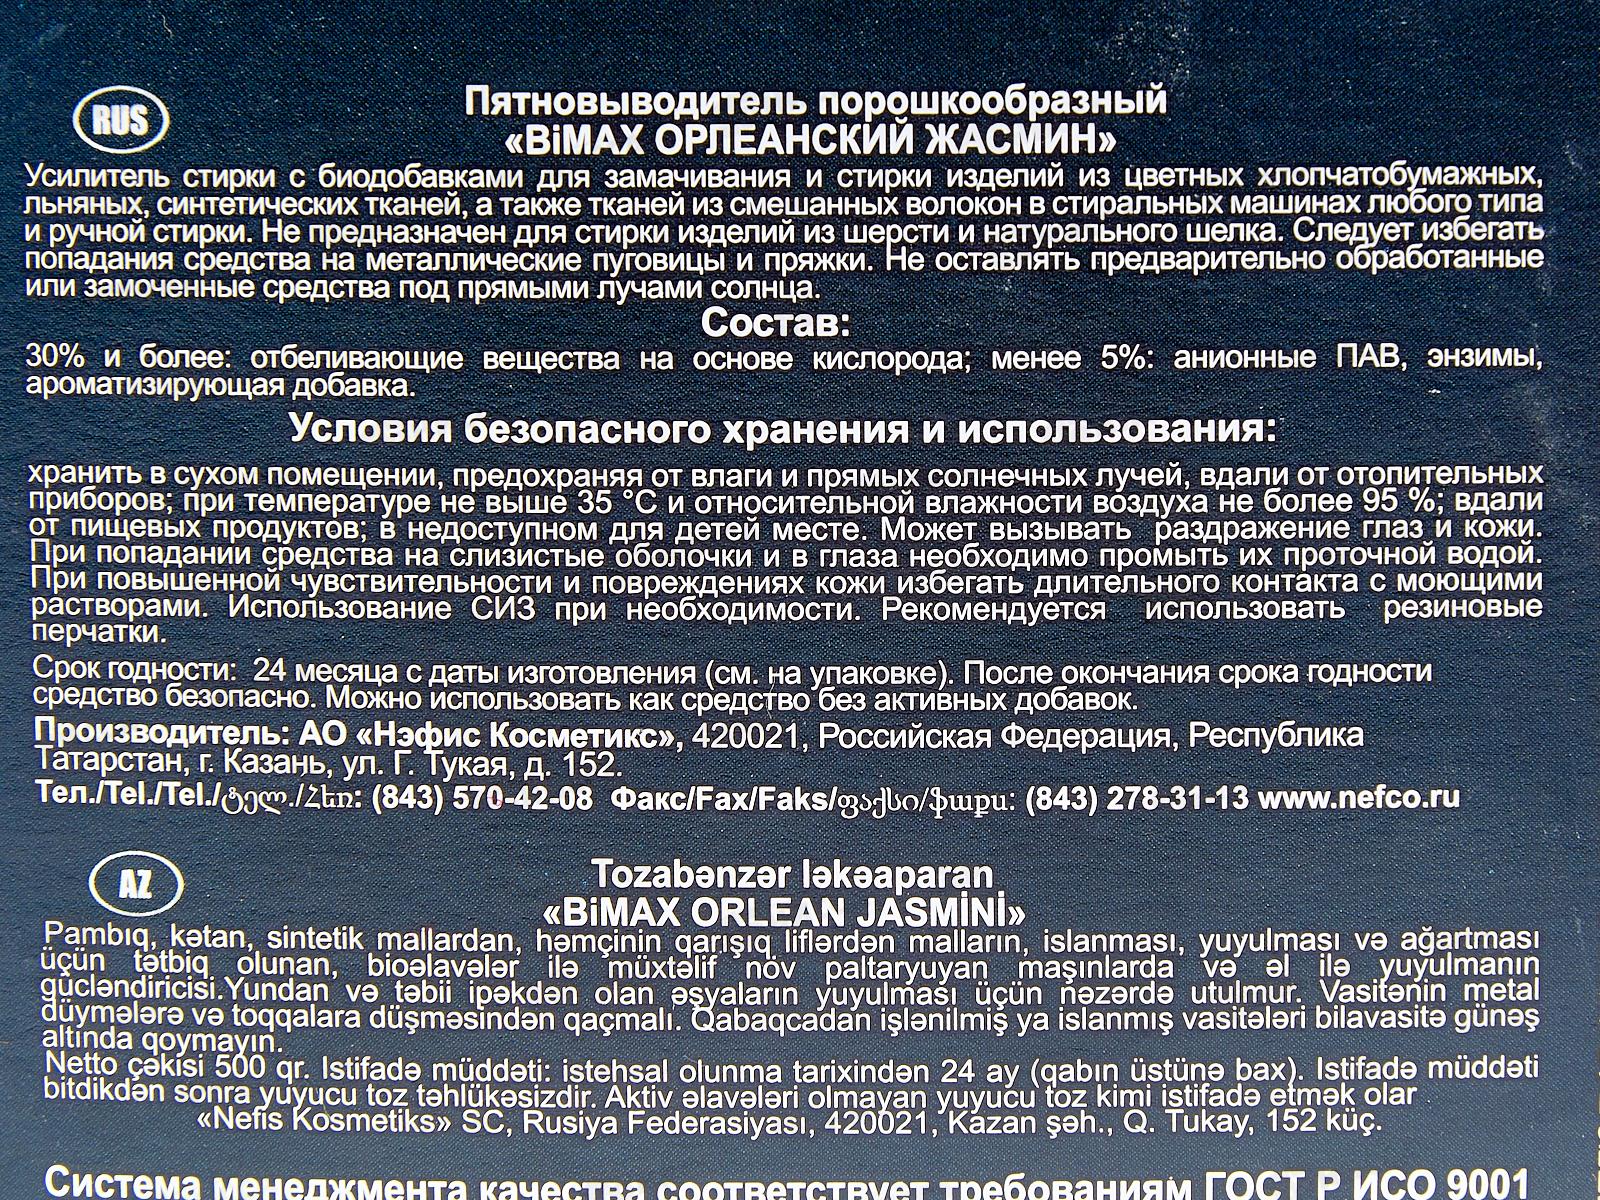 RUS
Пятновыводитель порошкообразный
«BiMAX ОРЛЕАНСКИЙ ЖАСМИН»
Усилитель стирки с биодобавками для замачивания и стирки изделий из цветных хлопчатобумажных,
льняных, синтетических тканей, а также тканей из смешанных волокон в стиральных машинах любого типа
и ручной стирки. Не предназначен для стирки изделий из шерсти и натурального шелка. Следует избегать
попадания средства на металлические пуговицы и пряжки. Не оставлять предварительно обработанные
или замоченные средства под прямыми лучами солнца.
Состав:
30% и более: отбеливающие вещества на основе кислорода; менее 5%: анионные ПАВ, энзимы,
ароматизирующая добавка.
Условия безопасного хранения и использования:
хранить в сухом помещении, предохраняя от влаги и прямых солнечных лучей, вдали от отопительных
приборов; при температуре не выше 35 °С и относительной влажности воздуха не более 95 %; вдали
от пищевых продуктов; в недоступном для детей месте. Может вызывать раздражение глаз и кожи.
При попадании средства на слизистые оболочки и в глаза необходимо промыть их проточной водой.
При повышенной чувствительности и повреждениях кожи избегать длительного контакта с моющими
растворами. Использование СИЗ при необходимости. Рекомендуется использовать резиновые
перчатки.
Срок годности: 24 месяца с даты изготовления (см. на упаковке). После окончания срока годности
средство безопасно. Можно использовать как средство без активных добавок.
Производитель: АО «Нэфис Косметикс», 420021, Российская Федерация, Республика
Татарстан, г. Казань, ул. Г. Тукая, д. 152.
Тел./Tel./Tel./ტელ./Հեռ: (843) 570-42-08 Факс/Fax/Faks/ფაქსი/ֆաքս: (843) 278-31-13 www.nefco.ru
AZ
Tozabənzər ləkəaparan
«BiMAX ORLEAN JASMİNİ»
Pambıq, kətan, sintetik mallardan, həmçinin qarışıq liflərdən malların, islanması, yuyulması və ağartması
üçün tətbiq olunan, bioəlavələr ilə müxtəlif növ paltaryuyan maşınlarda və əl ilə yuyulmanın
gücləndiricisi.Yundan və təbii ipəkdən olan əşyaların yuyulması üçün nəzərdə utulmur. Vasitənin metal
düymələrə və toqqalara düşməsindən qaçmalı. Qabaqcadan işlənilmiş ya islanmış vasitələri bilavasitə günəş
altında qoymayın.
Netto çəkisi 500 qr. Istifadə müddəti: istehsal olunma tarixindən 24 ay (qabın üstünə bax). Istifadə müddəti
bitdikdən sonra yuyucu toz təhlükəsizdir. Aktiv əlavələri olmayan yuyucu toz kimi istifadə etmək olar
«Nefis Kosmetiks» SC, Rusiya Federasiyası, 420021, Kazan şəh., Q. Tukay, 152 küç.
Система менеджмента качества соответствует требованиям ГОСТ Р ИСО 9001